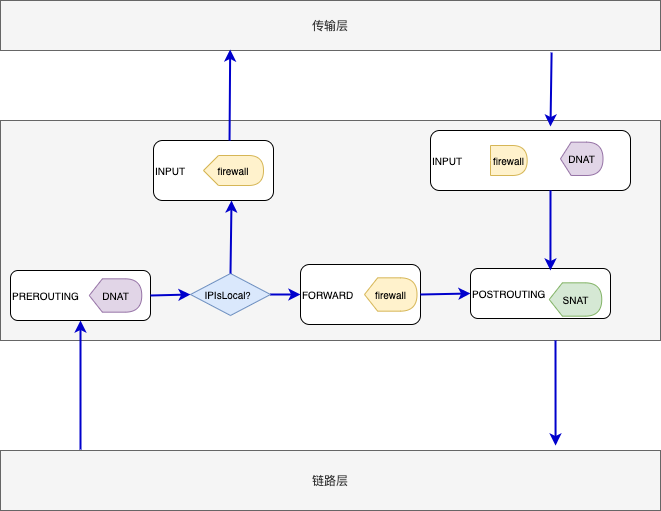 传输层
INPUT
firewall
INPUT
firewall
DNAT
PREROUTING
DNAT
IPIsLocal?
FORWARD
firewall
POSTROUTING
SNAT
链路层